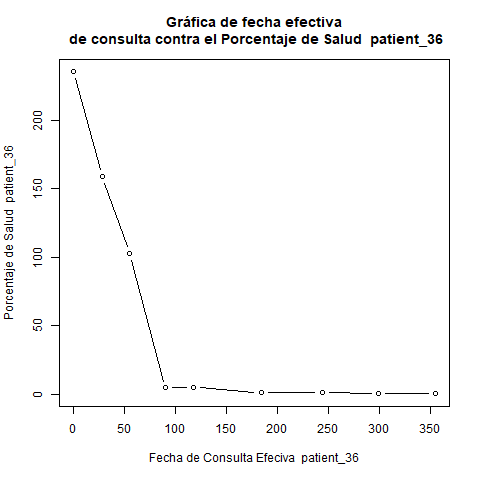 Gráfica de fecha efectiva
de consulta contra el Porcentaje de Salud  patient_36
Porcentaje de Salud  patient_36
200
150
100
50
0
0 50 100 150 200 250 300 350
Fecha de Consulta Efeciva  patient_36